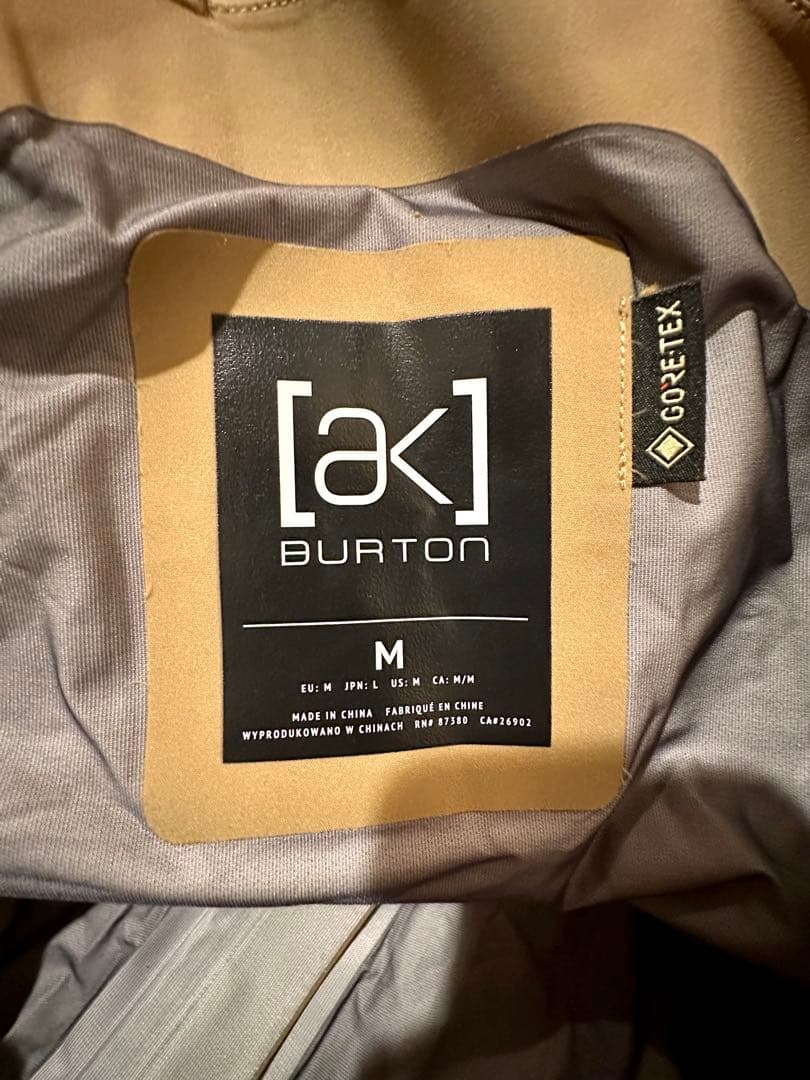 [ak]
BURTON
M
EU: M JPN: L US: M CA: M/M
MADE IN CHINA FABRIQUÉ EN CHINE
WYPRODUKOWANO W CHINACH RN# 87380 CA#26902
GORE-TEX